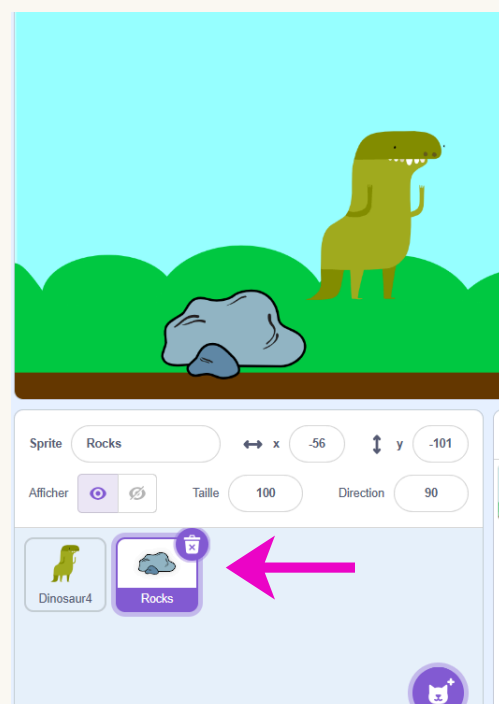 Sprite Rocks x -56 y -101
Afficher Taille 100 Direction 90
Dinosaur4 Rocks